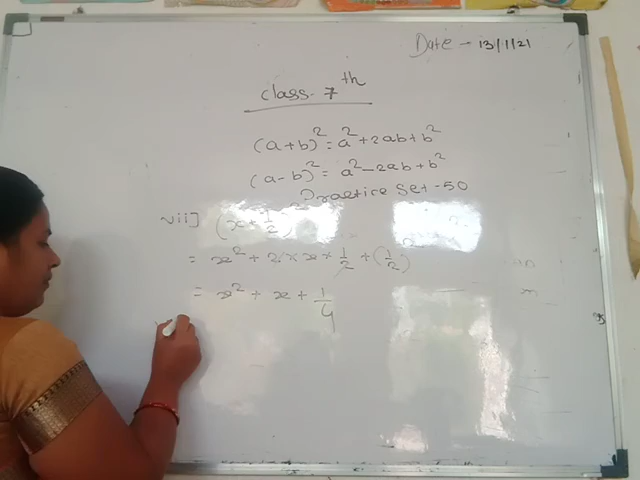 Date - 13/1/21
class. 7th
(a+b)² = a²+2ab+b²
(a-b)² = a²-2ab+b²
Practice Set -50
vii] (x+1/2)²
= x² + 2 × x × 1/2 + (1/2)²
= x² + x + 1/4